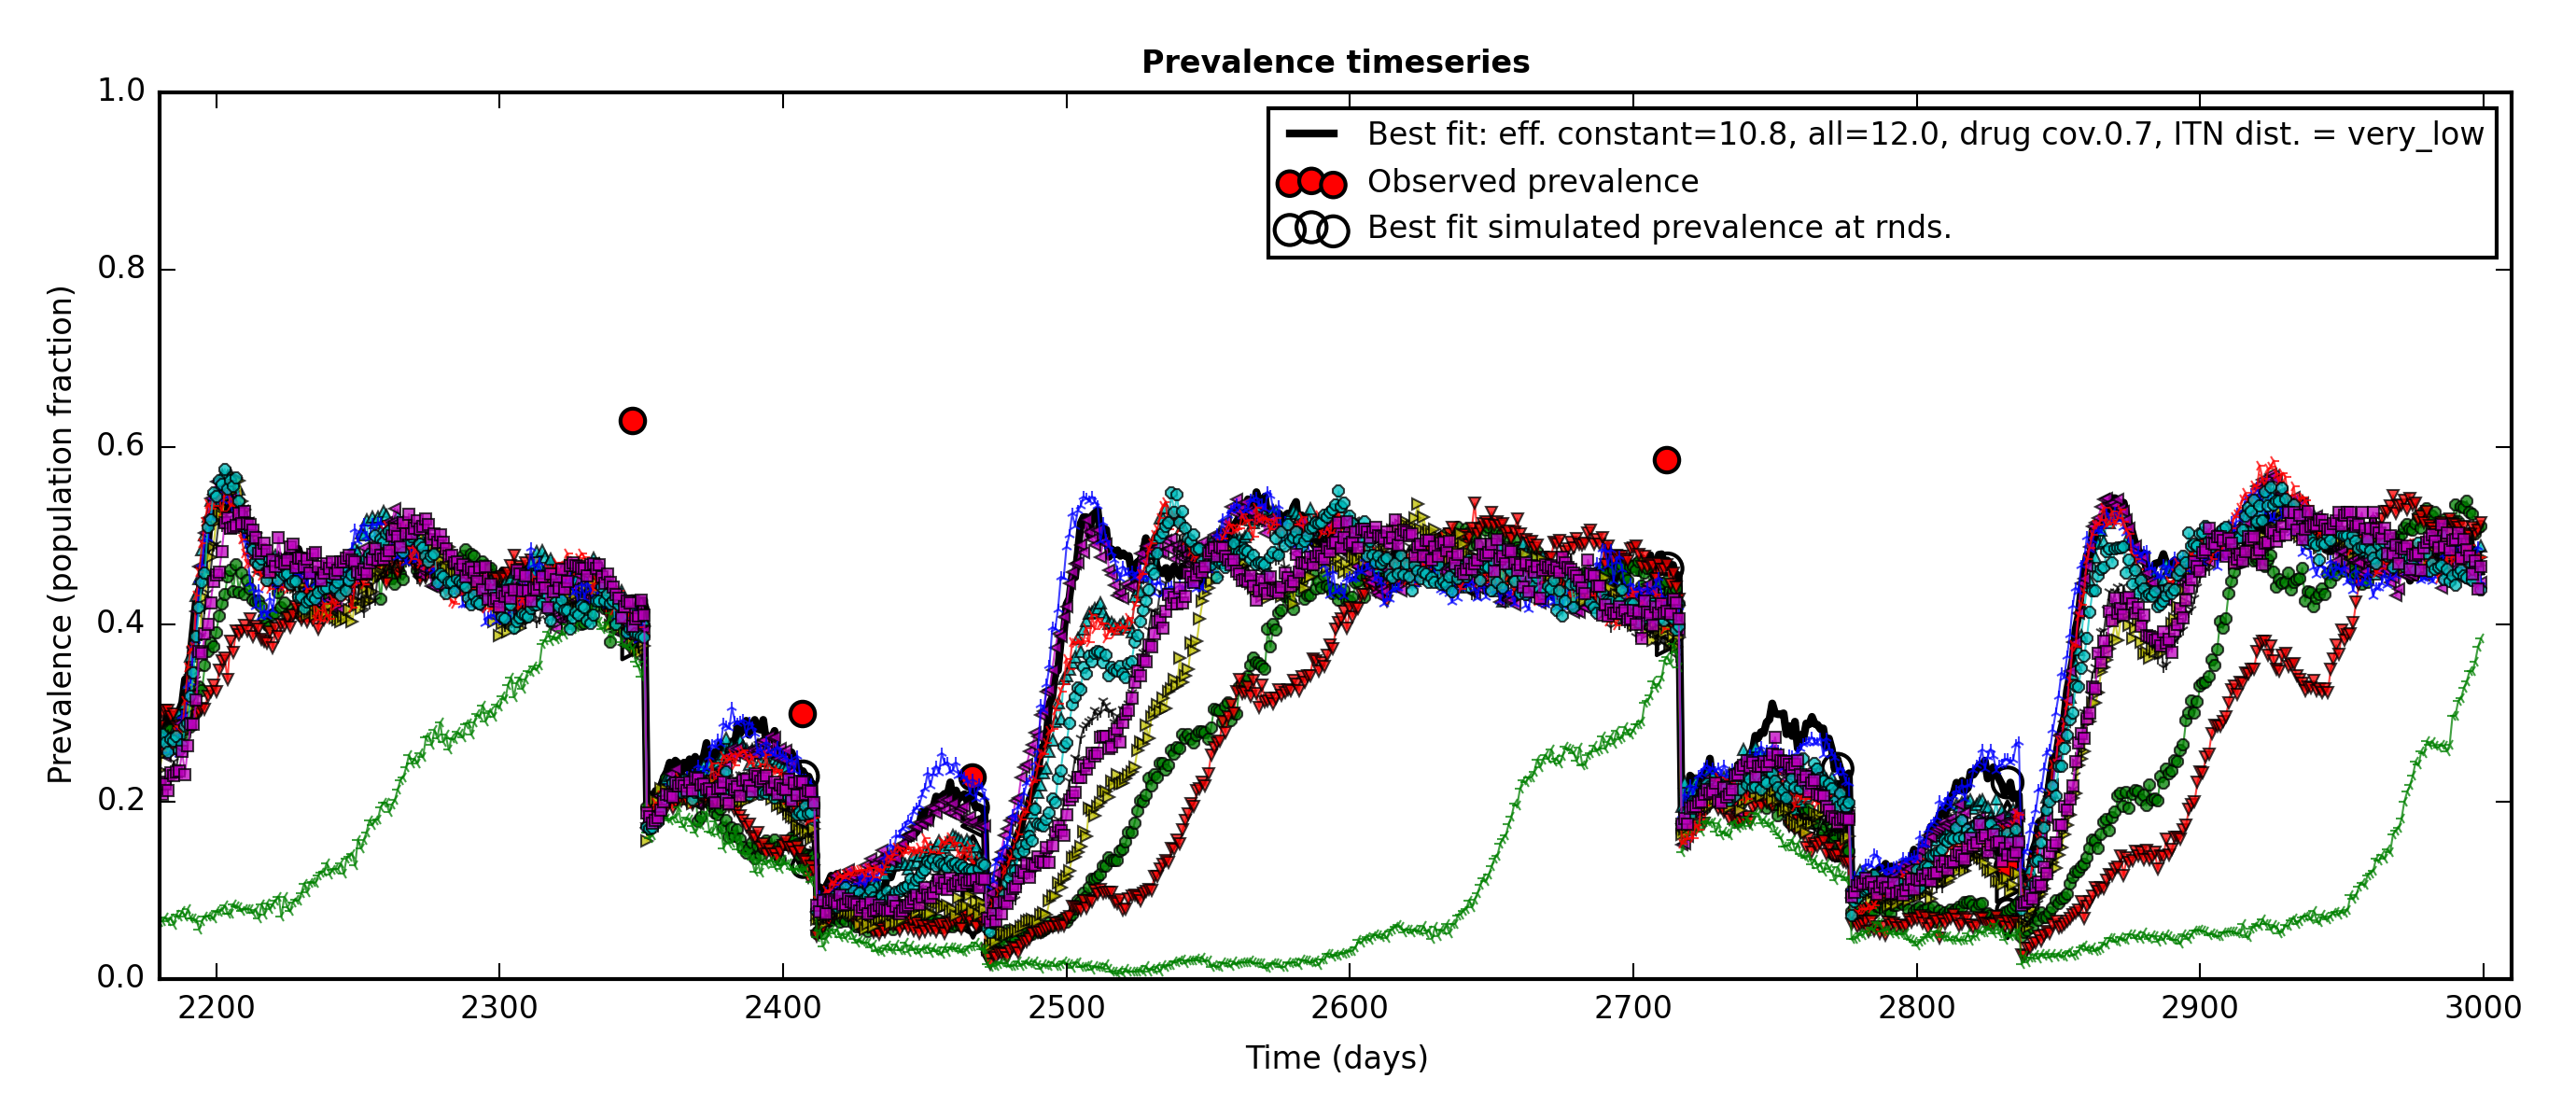 Prevalence timeseries
1.0
0.8
0.6
0.4
0.2
0.0
Prevalence (population fraction)
Best fit: eff. constant=10.8, all=12.0, drug cov.0.7, ITN dist. = very_low
Observed prevalence
Best fit simulated prevalence at rnds.
2200 2300 2400 2500 2600 2700 2800 2900 3000
Time (days)